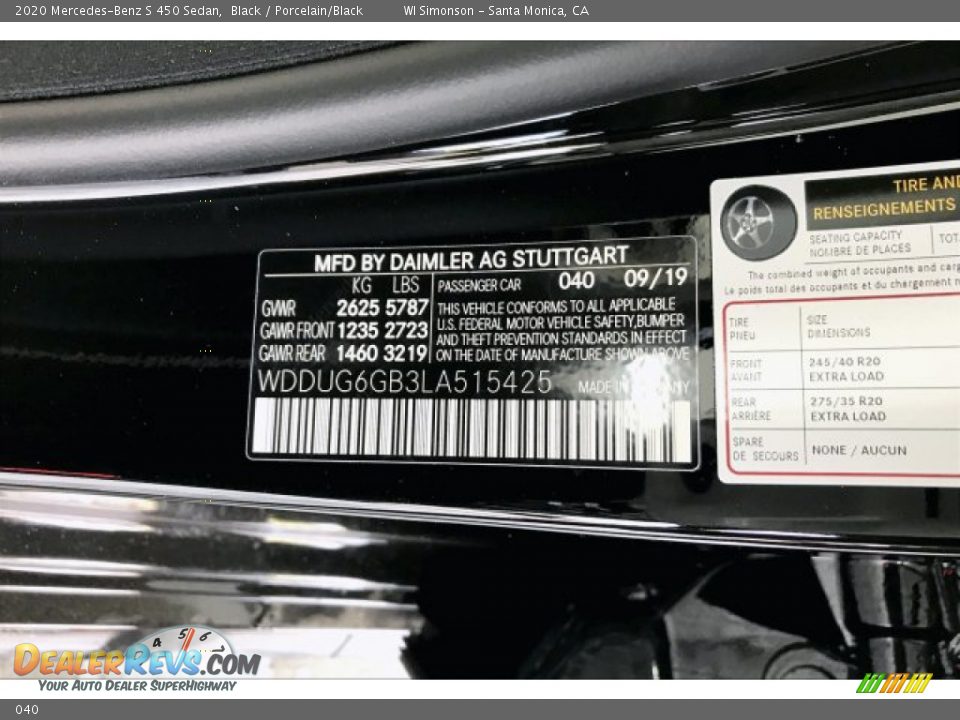 2020 Mercedes-Benz S 450 Sedan, Black / Porcelain/Black WI Simonson - Santa Monica, CA
MFD BY DAIMLER AG STUTTGART
KG LBS
GVWR 2625 5787
GAWR FRONT 1235 2723
GAWR REAR 1460 3219
PASSENGER CAR 040 09/19
THIS VEHICLE CONFORMS TO ALL APPLICABLE
U.S. FEDERAL MOTOR VEHICLE SAFETY, BUMPER
AND THEFT PREVENTION STANDARDS IN EFFECT
ON THE DATE OF MANUFACTURE SHOWN ABOVE
WDDUG6GB3LA515425 MADE IN
TIRE AND
RENSEIGNEMENTS
SEATING CAPACITY
NOMBRE DE PLACES
The combined weight of occupants and
Le poids total des occupants et du chargement
TIRE SIZE
PNEU DIMENSIONS
FRONT 245/40 R20
AVANT EXTRA LOAD
REAR 275/35 R20
ARRIÈRE EXTRA LOAD
SPARE
DE SECOURS NONE / AUCUN
4 5 6
DealerRevs.com
Your Auto Dealer SuperHighway
040